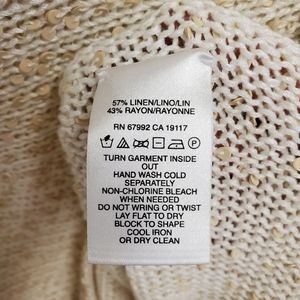 57% LINEN/LINO/LIN
43% RAYON/RAYONNE
RN 67992 CA 19117
TURN GARMENT INSIDE
OUT
HAND WASH COLD
SEPARATELY
NON-CHLORINE BLEACH
WHEN NEEDED
DO NOT WRING OR TWIST
LAY FLAT TO DRY
BLOCK TO SHAPE
COOL IRON
OR DRY CLEAN